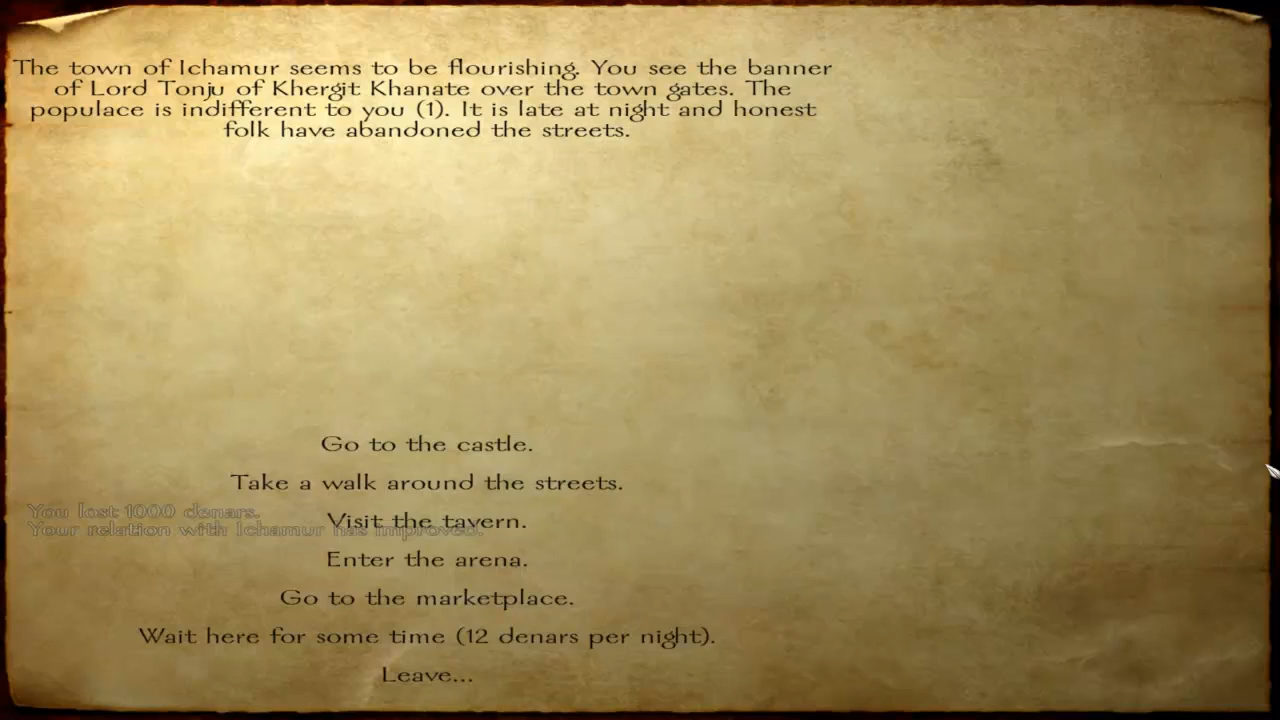 The town of Ichamur seems to be flourishing. You see the banner
of Lord Tonju of Khergit Khanate over the town gates. The
populace is indifferent to you (1). It is late at night and honest
folk have abandoned the streets.
Go to the castle.
Take a walk around the streets.
You lost 1000 denars.
Visit the tavern.
Your relation with Ichamur has improved.
Enter the arena.
Go to the marketplace.
Wait here for some time (12 denars per night).
Leave...